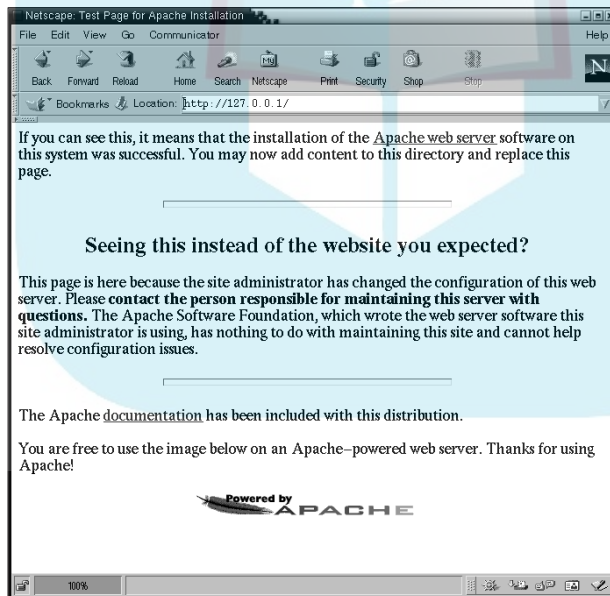 Netscape: Test Page for Apache Installation
File Edit View Go Communicator Help
Back Forward Reload Home Search Netscape Print Security Shop Stop
My
N
Bookmarks Location: http://127.0.0.1/
If you can see this, it means that the installation of the Apache web server software on
this system was successful. You may now add content to this directory and replace this
page.
Seeing this instead of the website you expected?
This page is here because the site administrator has changed the configuration of this web
server. Please contact the person responsible for maintaining this server with
questions. The Apache Software Foundation, which wrote the web server software this
site administrator is using, has nothing to do with maintaining this site and cannot help
resolve configuration issues.
The Apache documentation has been included with this distribution.
You are free to use the image below on an Apache-powered web server. Thanks for using
Apache!
Powered by
APACHE
100%